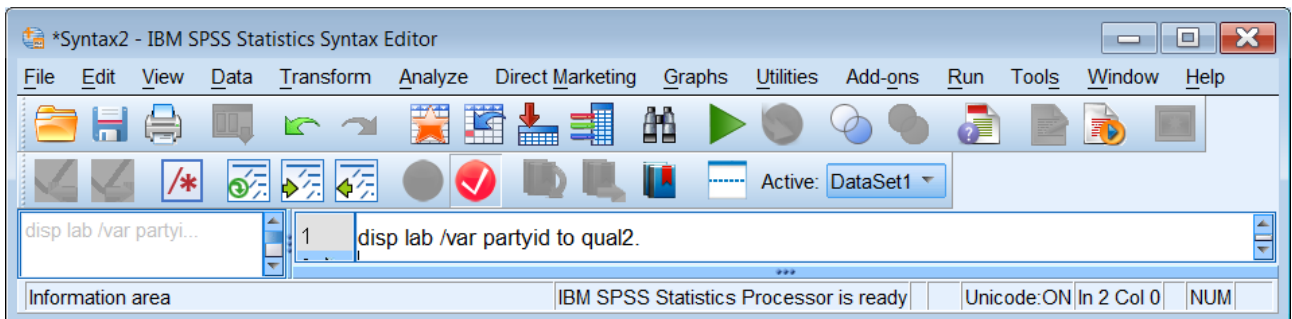 *Syntax2 - IBM SPSS Statistics Syntax Editor
File Edit View Data Transform Analyze Direct Marketing Graphs Utilities Add-ons Run Tools Window Help
/* Active: DataSet1
disp lab /var partyi... 1 disp lab /var partyid to qual2.
Information area IBM SPSS Statistics Processor is ready Unicode:ON In 2 Col 0 NUM